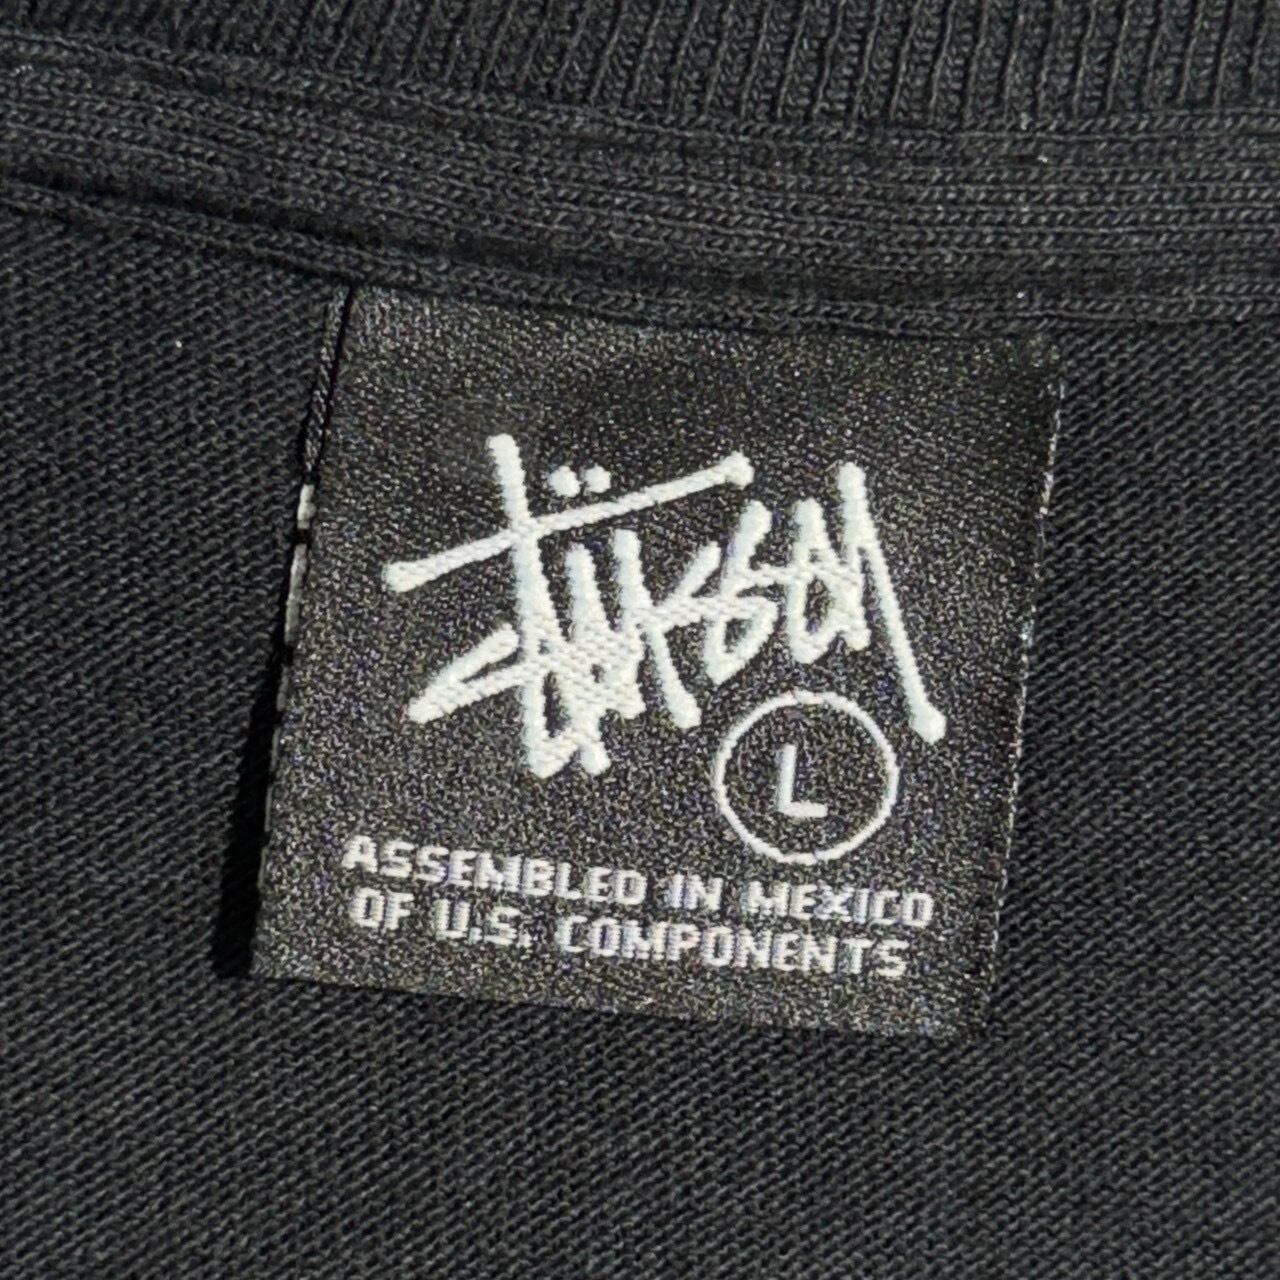 Stüssy
L
ASSEMBLED IN MEXICO
OF U.S. COMPONENTS